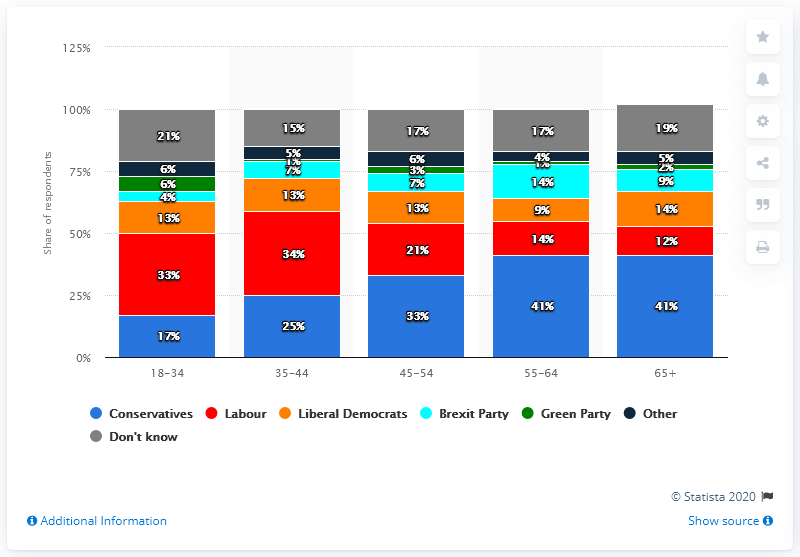 125%
100%
75%
50%
25%
0%
Share of respondents
21% 15% 17% 17% 19%
6% 5% 6% 4% 5%
6% 1% 3% 1% 2%
4% 7% 7% 14% 9%
13% 13% 13% 9% 14%
33% 34% 21% 14% 12%
17% 25% 33% 41% 41%
18-34 35-44 45-54 55-64 65+
Conservatives Labour Liberal Democrats Brexit Party Green Party Other
Don't know
© Statista 2020
Additional Information Show source